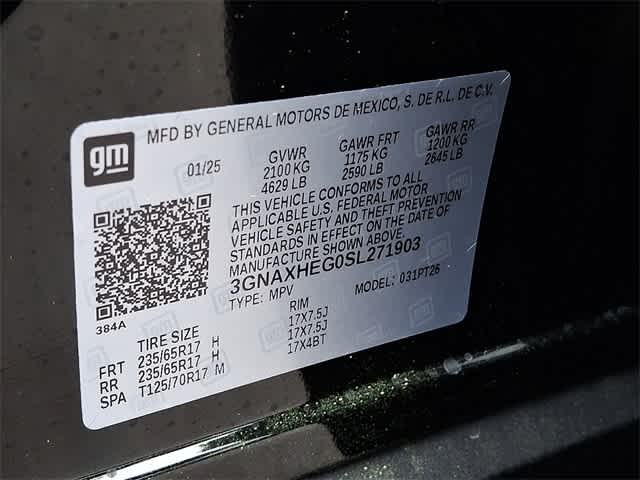 MFD BY GENERAL MOTORS DE MEXICO, S. DE R.L. DE C.V.
gm
01/25
GVWR GAWR FRT GAWR RR
2100 KG 1175 KG 1200 KG
4629 LB 2590 LB 2645 LB
THIS VEHICLE CONFORMS TO ALL
APPLICABLE U.S. FEDERAL MOTOR
VEHICLE SAFETY AND THEFT PREVENTION
STANDARDS IN EFFECT ON THE DATE OF
MANUFACTURE SHOWN ABOVE.
3GNAXHEG0SL271903
TYPE: MPV MODEL: 031PT26
384A
TIRE SIZE RIM
FRT 235/65R17 H 17X7.5J
RR 235/65R17 H 17X7.5J
SPA T125/70R17 M 17X4BT